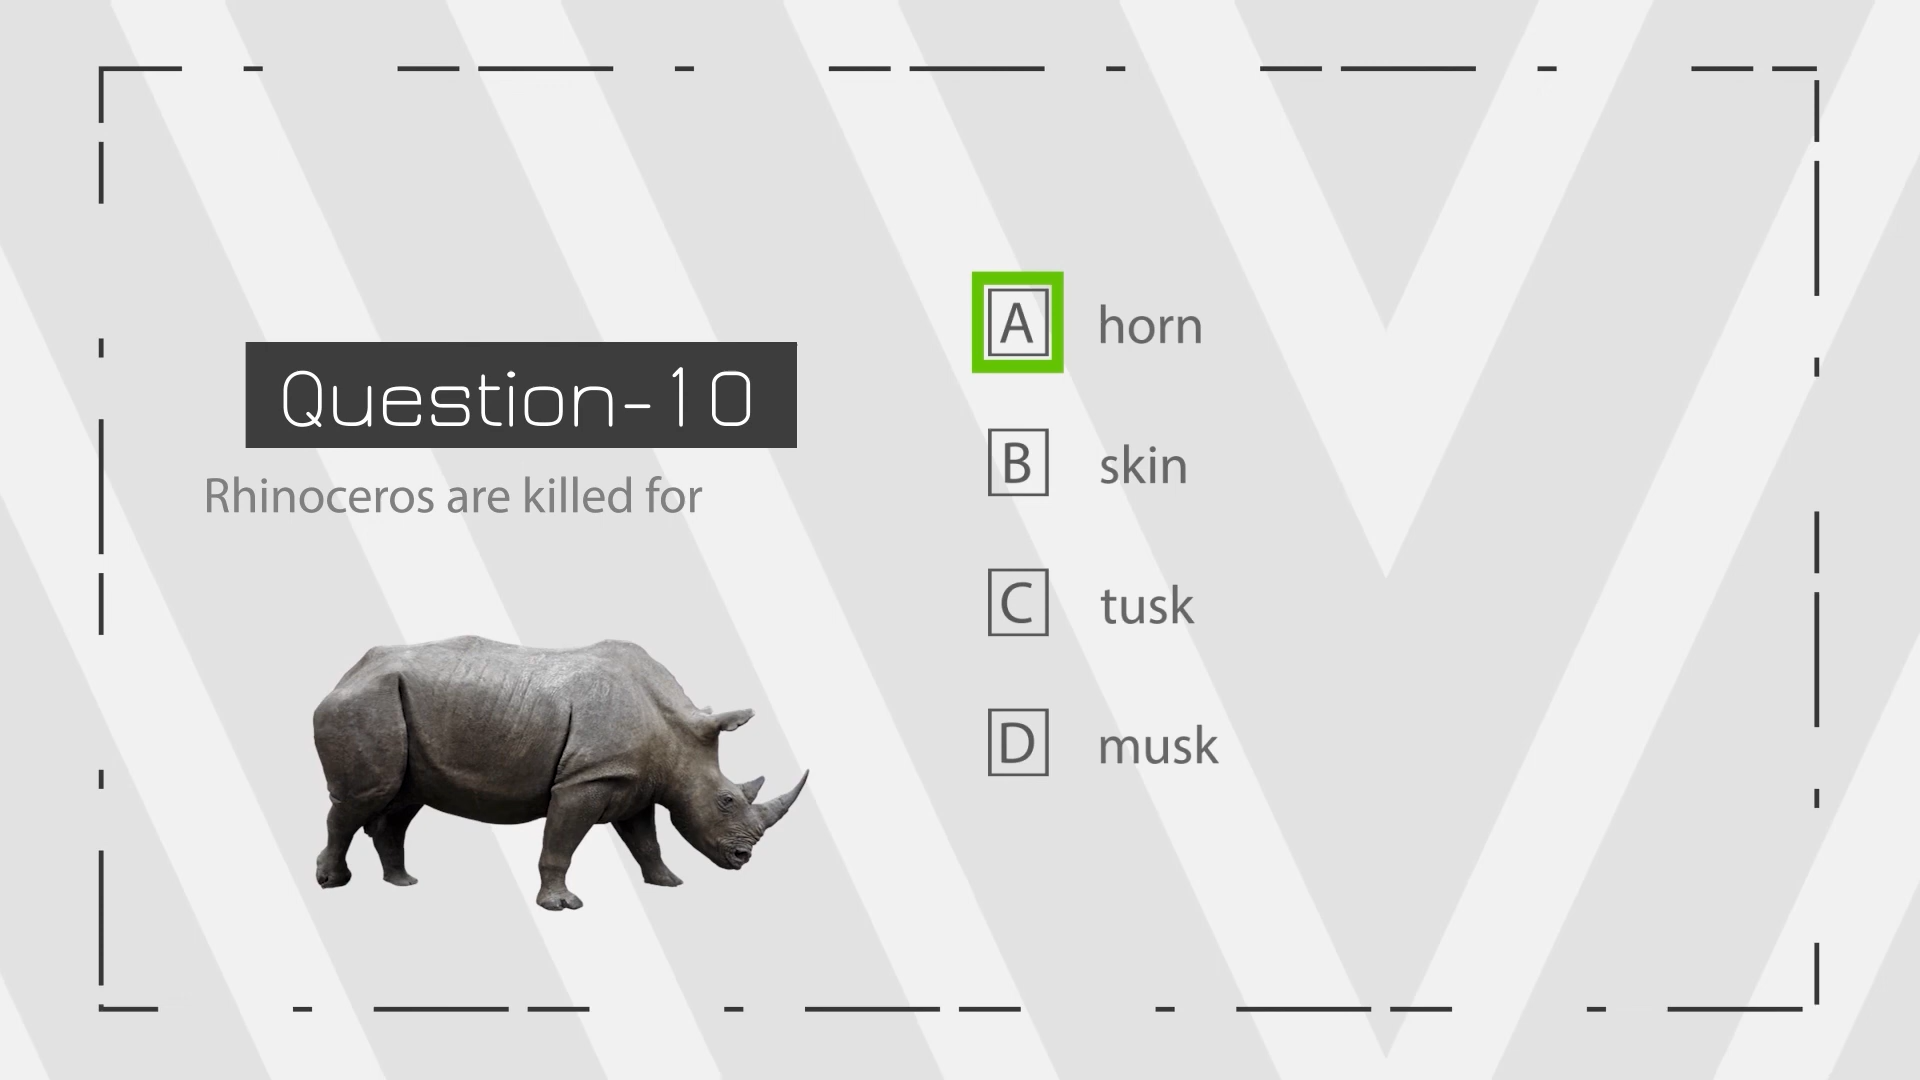 Question-10
Rhinoceros are killed for
A horn
B skin
C tusk
D musk